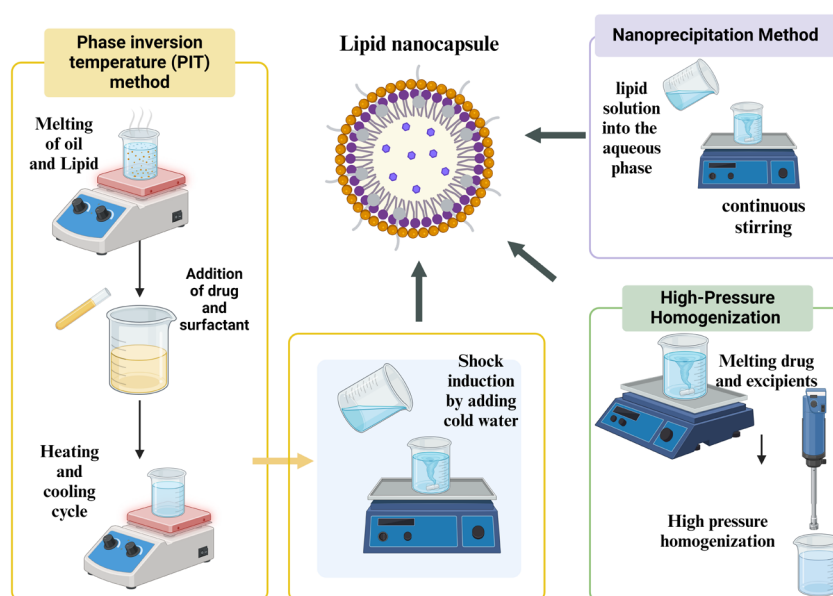 Phase inversion
temperature (PIT)
method
Melting
of oil
and Lipid
Addition
of drug
and
surfactant
Heating
and
cooling
cycle
Shock
induction
by adding
cold water
Lipid nanocapsule
Nanoprecipitation Method
lipid
solution
into the
aqueous
phase
continuous
stirring
High-Pressure
Homogenization
Melting drug
and excipients
High pressure
homogenization